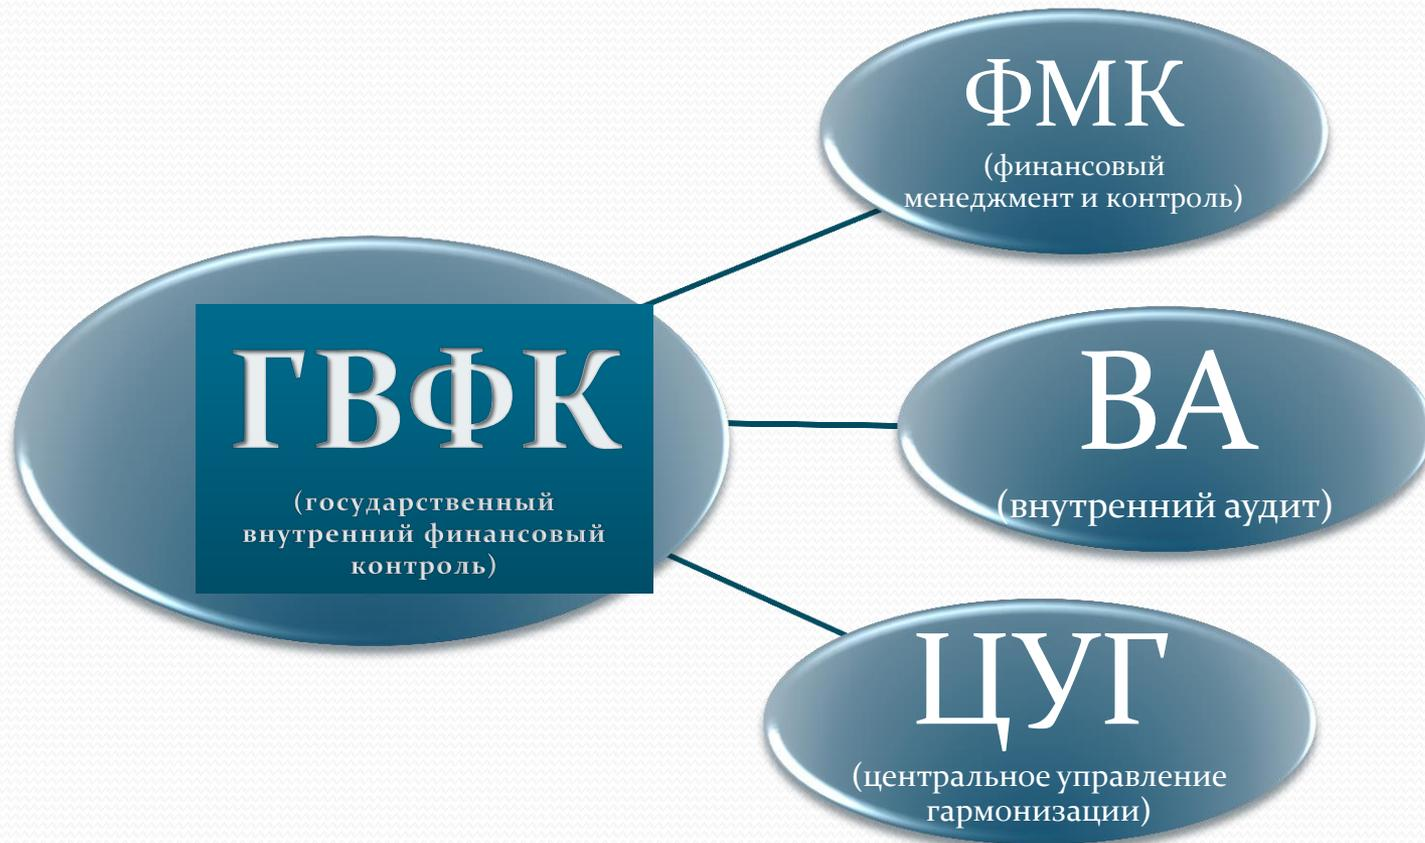 ФМК
(финансовый
менеджмент и контроль)
ГВФК
(государственный
внутренний финансовый
контроль)
ВА
(внутренний аудит)
ЦУГ
(центральное управление
гармонизации)